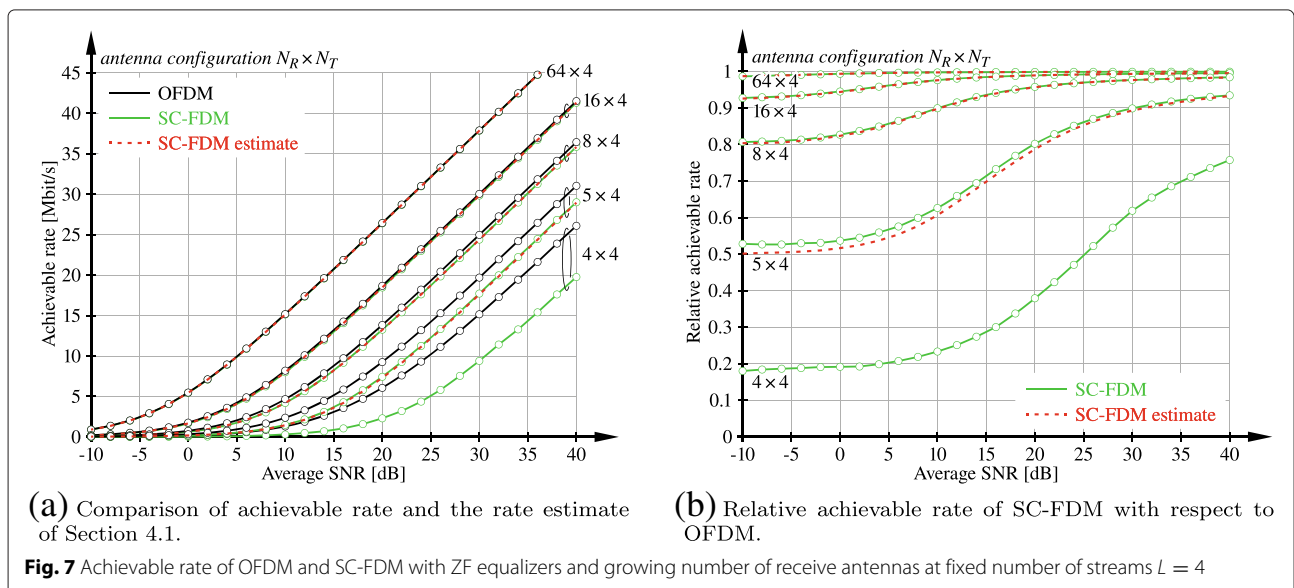 antenna configuration N_R × N_T
45
40
35
30
25
20
15
10
5
0
Achievable rate [Mbit/s]
OFDM
SC-FDM
SC-FDM estimate
64 × 4
16 × 4
8 × 4
5 × 4
4 × 4
-10 -5 0 5 10 15 20 25 30 35 40
Average SNR [dB]
(a) Comparison of achievable rate and the rate estimate
of Section 4.1.
antenna configuration N_R × N_T
1
0.9
0.8
0.7
0.6
0.5
0.4
0.3
0.2
0.1
0
Relative achievable rate
64 × 4
16 × 4
8 × 4
5 × 4
4 × 4
SC-FDM
SC-FDM estimate
-10 -5 0 5 10 15 20 25 30 35 40
Average SNR [dB]
(b) Relative achievable rate of SC-FDM with respect to
OFDM.
Fig. 7 Achievable rate of OFDM and SC-FDM with ZF equalizers and growing number of receive antennas at fixed number of streams L = 4